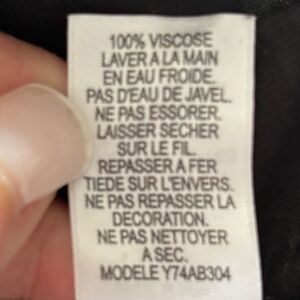 100% VISCOSE
LAVER A LA MAIN
EN EAU FROIDE.
PAS D'EAU DE JAVEL.
NE PAS ESSORER.
LAISSER SECHER
SUR LE FIL.
REPASSER A FER
TIEDE SUR L'ENVERS.
NE PAS REPASSER LA
DECORATION.
NE PAS NETTOYER
A SEC.
MODELE Y74AB304